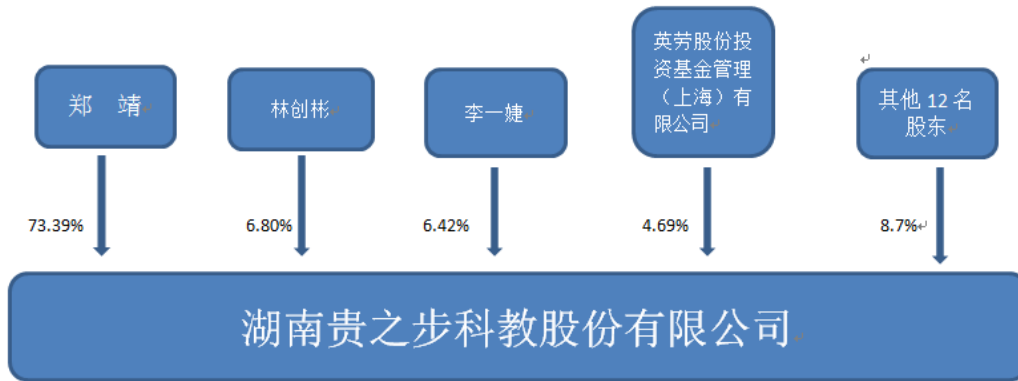 郑 靖
林创彬
李一婕
英劳股份投
资基金管理
（上海）有
限公司
其他 12 名
股东
73.39%
6.80%
6.42%
4.69%
8.7%
湖南贵之步科教股份有限公司